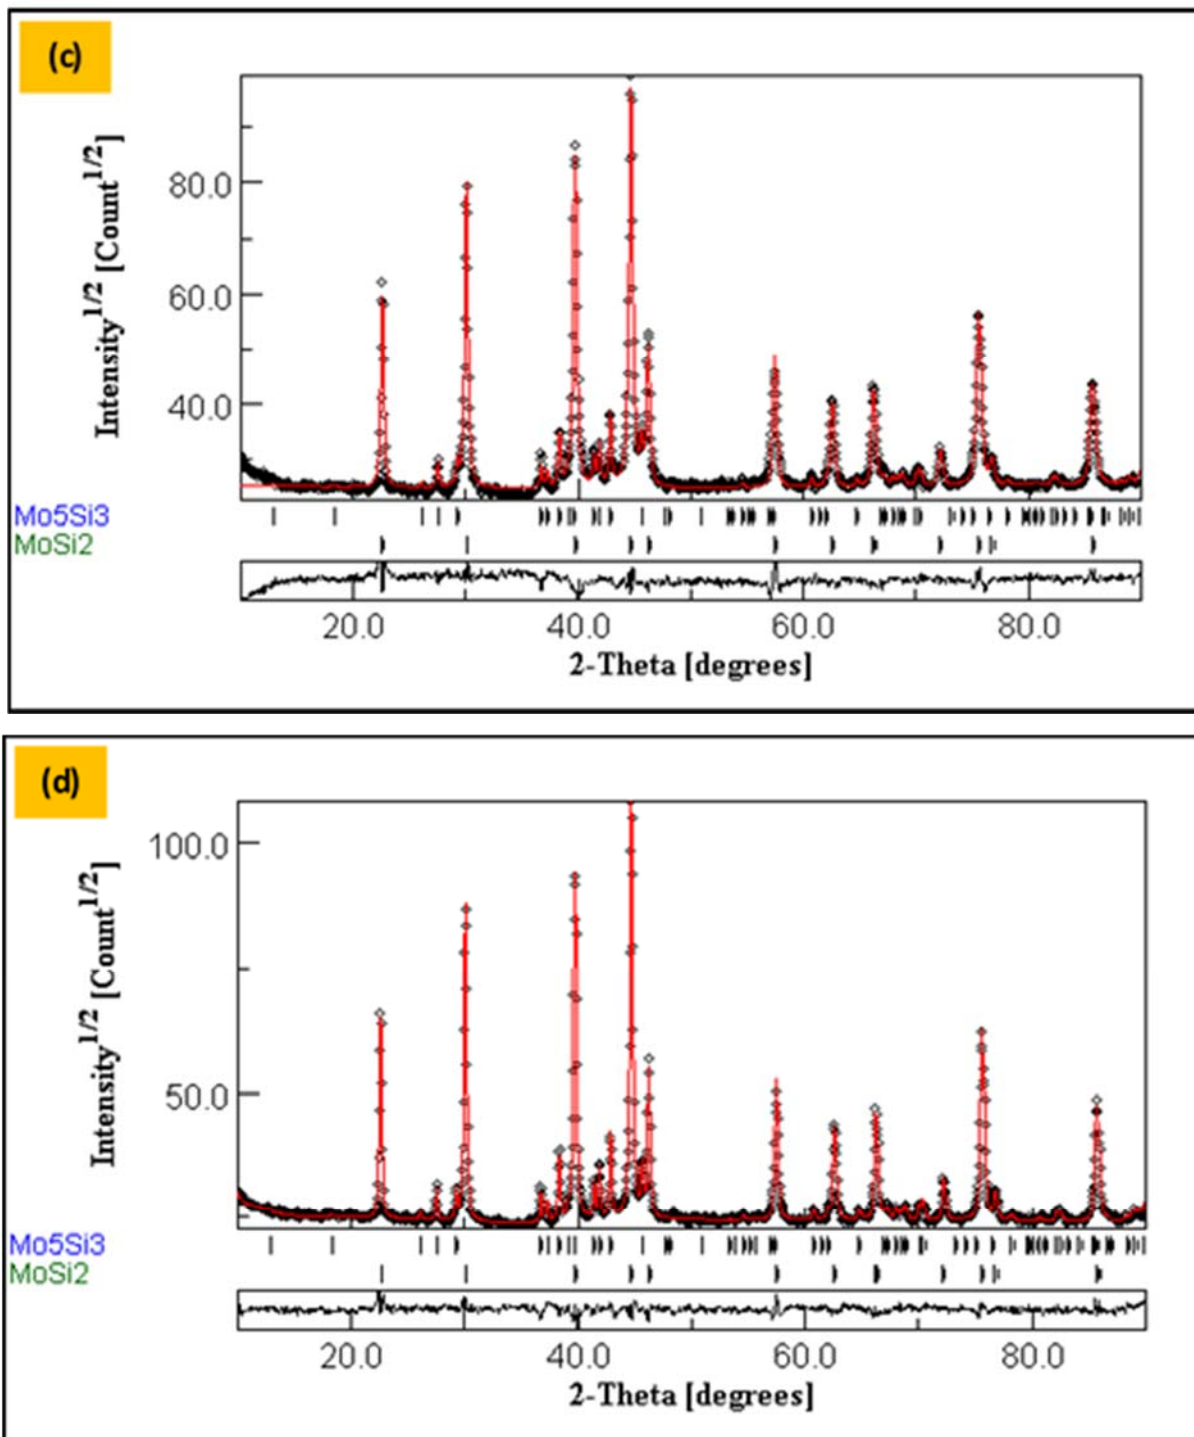 (c)
Intensity^1/2 [Count^1/2]
80.0
60.0
40.0
Mo5Si3
MoSi2
20.0 40.0 60.0 80.0
2-Theta [degrees]
(d)
Intensity^1/2 [Count^1/2]
100.0
50.0
Mo5Si3
MoSi2
20.0 40.0 60.0 80.0
2-Theta [degrees]